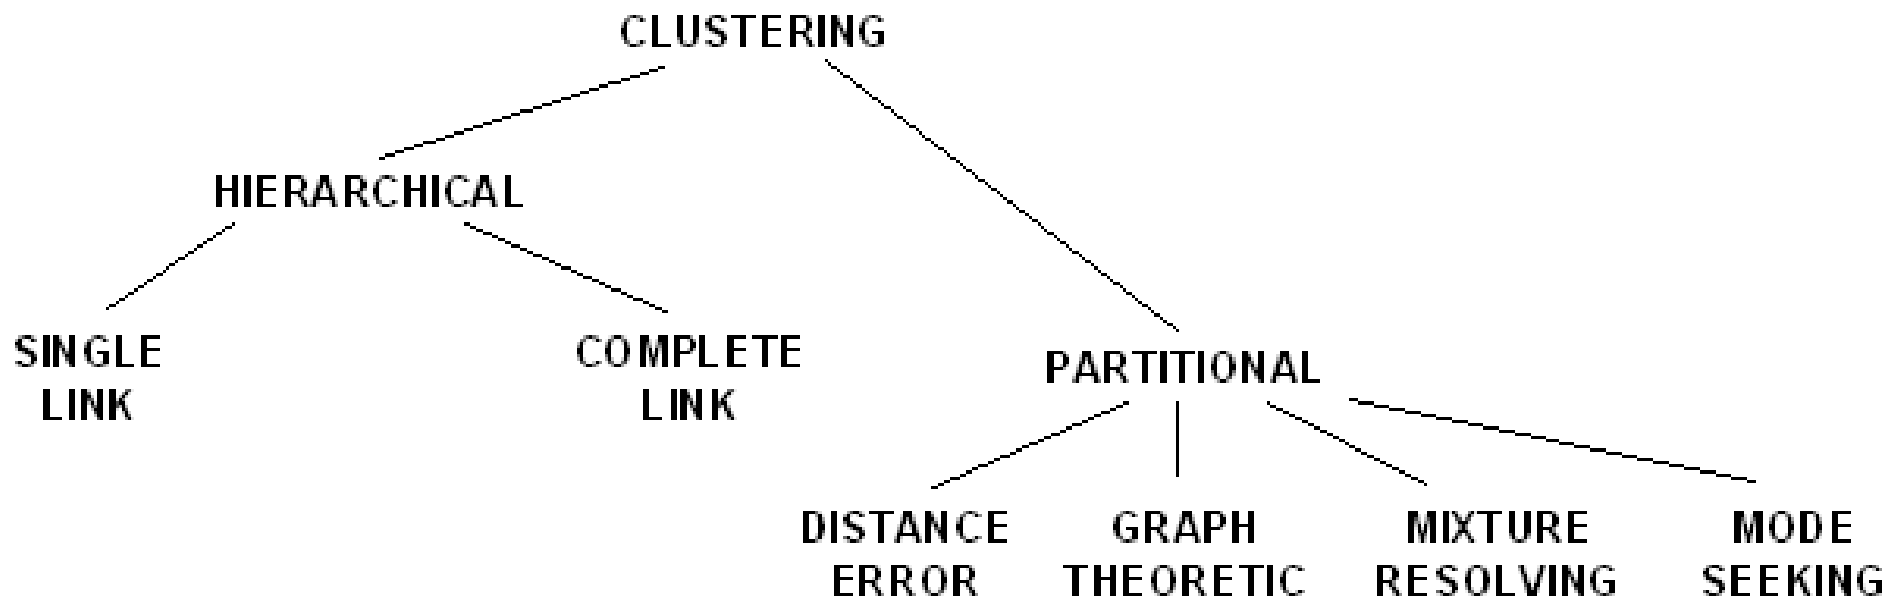 CLUSTERING
HIERARCHICAL
SINGLE
LINK
COMPLETE
LINK
PARTITIONAL
DISTANCE
ERROR
GRAPH
THEORETIC
MIXTURE
RESOLVING
MODE
SEEKING